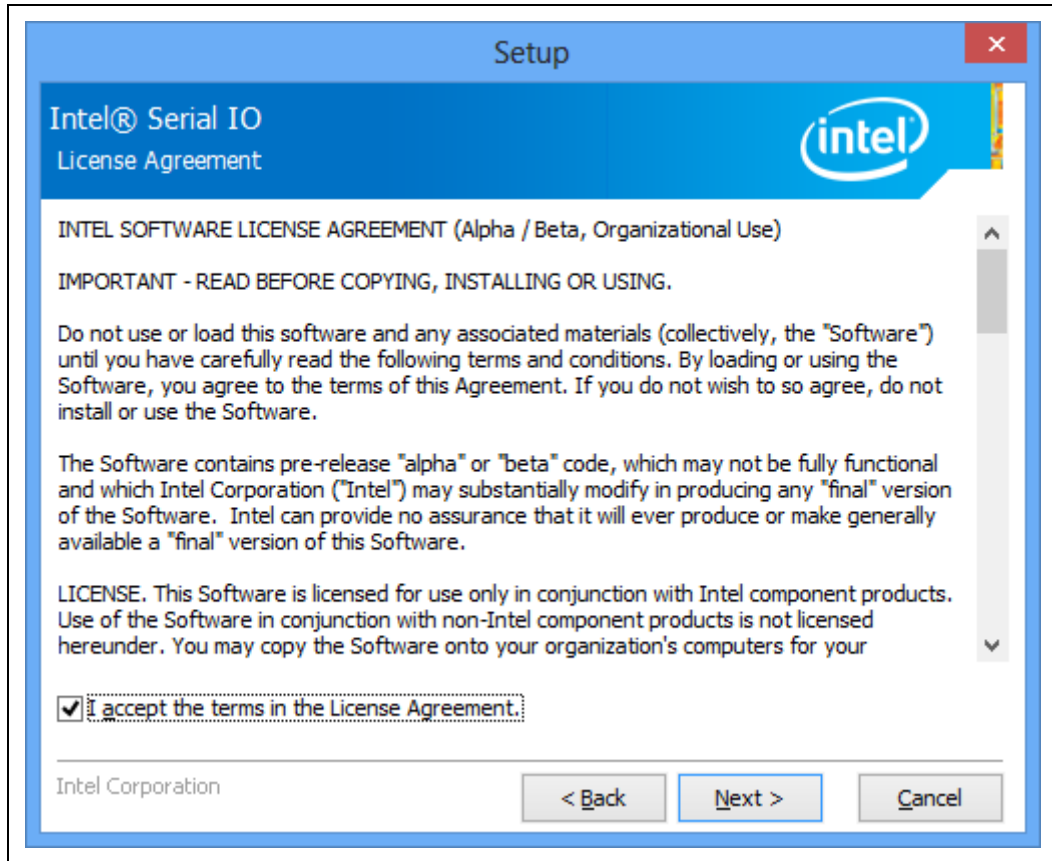 Setup
Intel® Serial IO
License Agreement
intel
INTEL SOFTWARE LICENSE AGREEMENT (Alpha / Beta, Organizational Use)
IMPORTANT - READ BEFORE COPYING, INSTALLING OR USING.
Do not use or load this software and any associated materials (collectively, the "Software")
until you have carefully read the following terms and conditions. By loading or using the
Software, you agree to the terms of this Agreement. If you do not wish to so agree, do not
install or use the Software.
The Software contains pre-release "alpha" or "beta" code, which may not be fully functional
and which Intel Corporation ("Intel") may substantially modify in producing any "final" version
of the Software.  Intel can provide no assurance that it will ever produce or make generally
available a "final" version of this Software.
LICENSE. This Software is licensed for use only in conjunction with Intel component products.
Use of the Software in conjunction with non-Intel component products is not licensed
hereunder. You may copy the Software onto your organization's computers for your
I accept the terms in the License Agreement.
Intel Corporation
< Back
Next >
Cancel